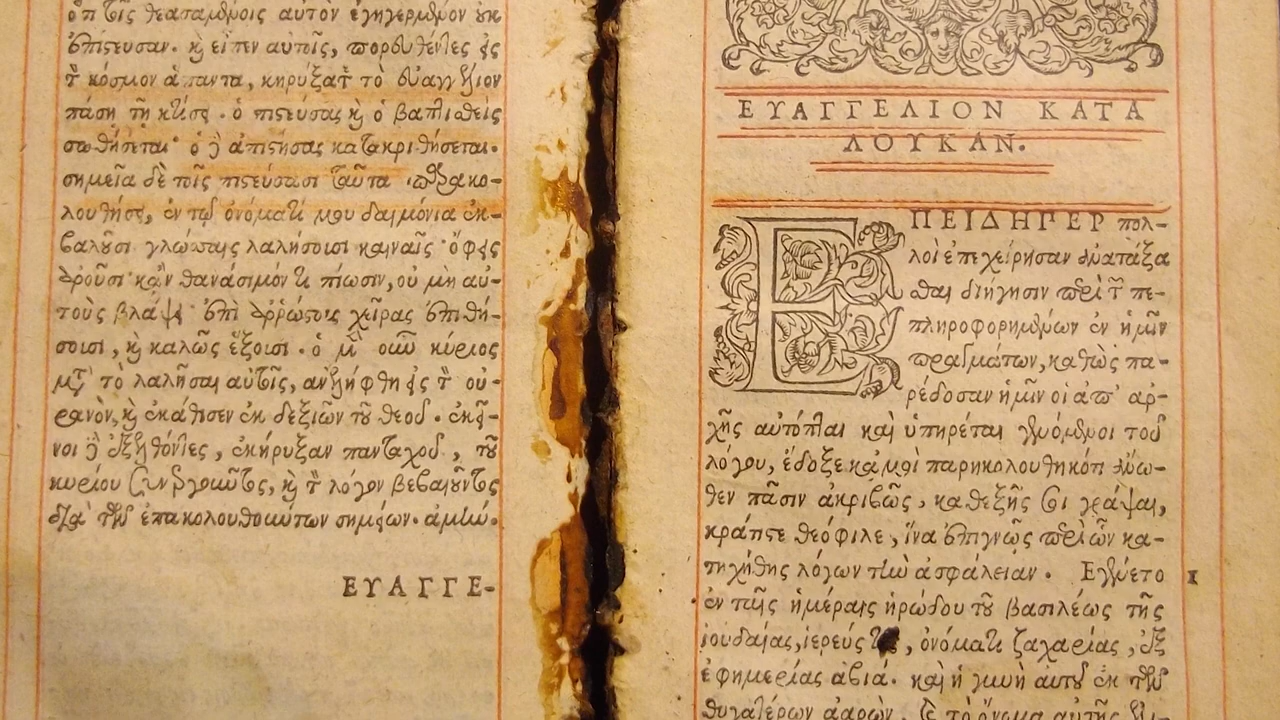 ὅτι τοῖς θεασαμένοις αὐτὸν ἐγηγερμένον οὐκ
ἐπίστευσαν. καὶ εἶπεν αὐτοῖς, πορευθέντες εἰς
τὸν κόσμον ἅπαντα, κηρύξατε τὸ εὐαγγέλιον
πάσῃ τῇ κτίσει. ὁ πιστεύσας καὶ ὁ βαπτισθεὶς
σωθήσεται· ὁ δὲ ἀπιστήσας κατακριθήσεται.
σημεῖα δὲ τοῖς πιστεύσασι ταῦτα παρακο-
λουθήσει, ἐν τῷ ὀνόματί μου δαιμόνια ἐκ-
βαλοῦσι· γλώσσαις λαλήσουσι καιναῖς· ὄφεις
ἀροῦσι· κἂν θανάσιμόν τι πίωσιν, οὐ μὴ αὐ-
τοὺς βλάψει· ἐπὶ ἀρρώστους χεῖρας ἐπιθή-
σουσι, καὶ καλῶς ἕξουσι. ὁ μὲν οὖν κύριος
μετὰ τὸ λαλῆσαι αὐτοῖς, ἀνελήφθη εἰς τὸν οὐ-
ρανὸν, καὶ ἐκάθισεν ἐκ δεξιῶν τοῦ θεοῦ. ἐκεῖ-
νοι δὲ ἐξελθόντες, ἐκήρυξαν πανταχοῦ, τοῦ
κυρίου συνεργοῦντος, καὶ τὸν λόγον βεβαιοῦντος
διὰ τῶν ἐπακολουθούντων σημείων. ἀμήν.
ΕΥΑΓΓΕ-
ΕΥΑΓΓΕΛΙΟΝ ΚΑΤΑ
ΛΟΥΚΑΝ.
ΕΠΕΙΔΗΠΕΡ πολ-
λοὶ ἐπεχείρησαν ἀνατάξα
σθαι διήγησιν περὶ τῶν πε-
πληροφορημένων ἐν ἡμῖν
πραγμάτων, καθὼς πα-
ρέδοσαν ἡμῖν οἱ ἀπ' ἀρ-
χῆς αὐτόπται καὶ ὑπηρέται γενόμενοι τοῦ
λόγου, ἔδοξε κἀμοὶ παρηκολουθηκότι ἄνω-
θεν πᾶσιν ἀκριβῶς, καθεξῆς σοι γράψαι,
κράτιστε θεόφιλε, ἵνα ἐπιγνῷς περὶ ὧν κα-
τηχήθης λόγων τὴν ἀσφάλειαν. Ἐγένετο
1
ἐν ταῖς ἡμέραις ἡρώδου τοῦ βασιλέως τῆς
ἰουδαίας, ἱερεύς, ὀνόματι ζαχαρίας, ἐξ
ἐφημερίας ἀβιά. καὶ ἡ γυνὴ αὐτοῦ ἐκ τῶν
θυγατέρων ἀαρὼν, καὶ τὸ ὄνομα αὐτῆς ἐλι-